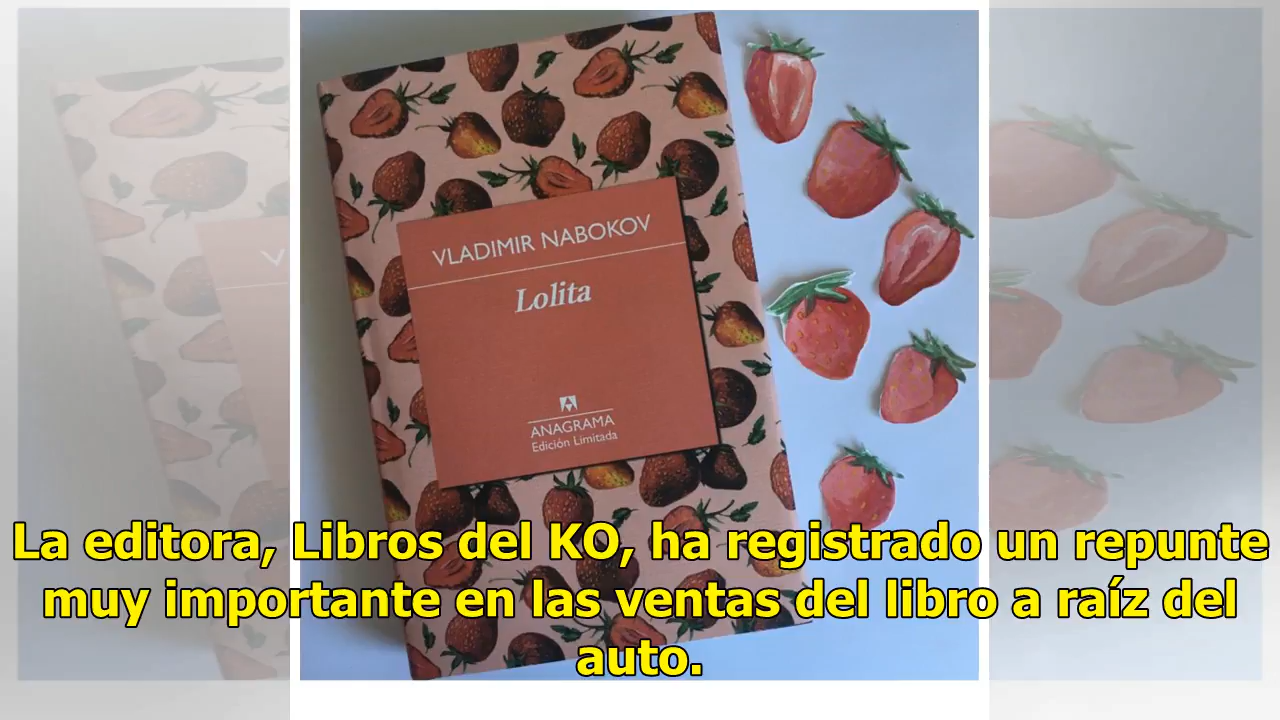 VLADIMIR NABOKOV
Lolita
ANAGRAMA
Edición Limitada
La editora, Libros del KO, ha registrado un repunte
muy importante en las ventas del libro a raíz del
auto.